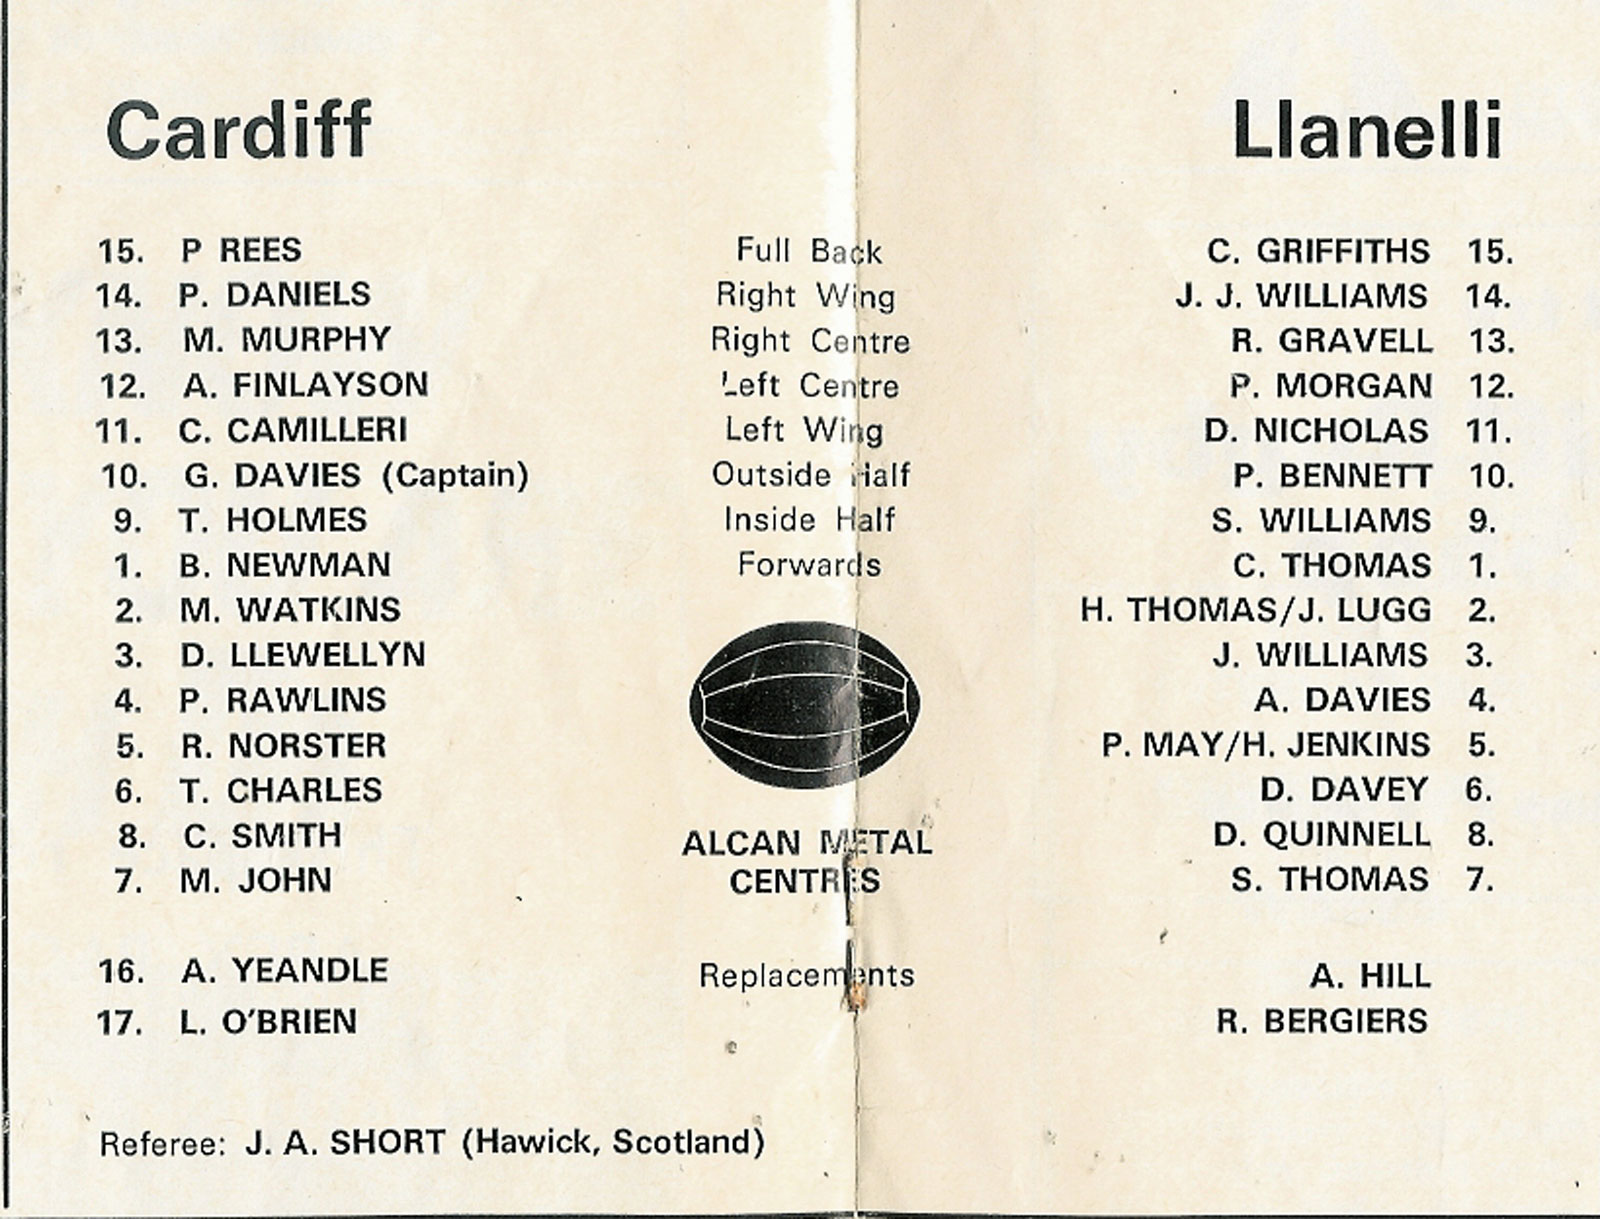 Cardiff Llanelli
15. P REES Full Back C. GRIFFITHS 15.
14. P. DANIELS Right Wing J. J. WILLIAMS 14.
13. M. MURPHY Right Centre R. GRAVELL 13.
12. A. FINLAYSON Left Centre P. MORGAN 12.
11. C. CAMILLERI Left Wing D. NICHOLAS 11.
10. G. DAVIES (Captain) Outside Half P. BENNETT 10.
9. T. HOLMES Inside Half S. WILLIAMS 9.
1. B. NEWMAN Forwards C. THOMAS 1.
2. M. WATKINS H. THOMAS/J. LUGG 2.
3. D. LLEWELLYN J. WILLIAMS 3.
4. P. RAWLINS A. DAVIES 4.
5. R. NORSTER P. MAY/H. JENKINS 5.
6. T. CHARLES D. DAVEY 6.
8. C. SMITH ALCAN METAL D. QUINNELL 8.
7. M. JOHN CENTRES S. THOMAS 7.
16. A. YEANDLE Replacements A. HILL
17. L. O'BRIEN R. BERGIERS
Referee: J. A. SHORT (Hawick, Scotland)